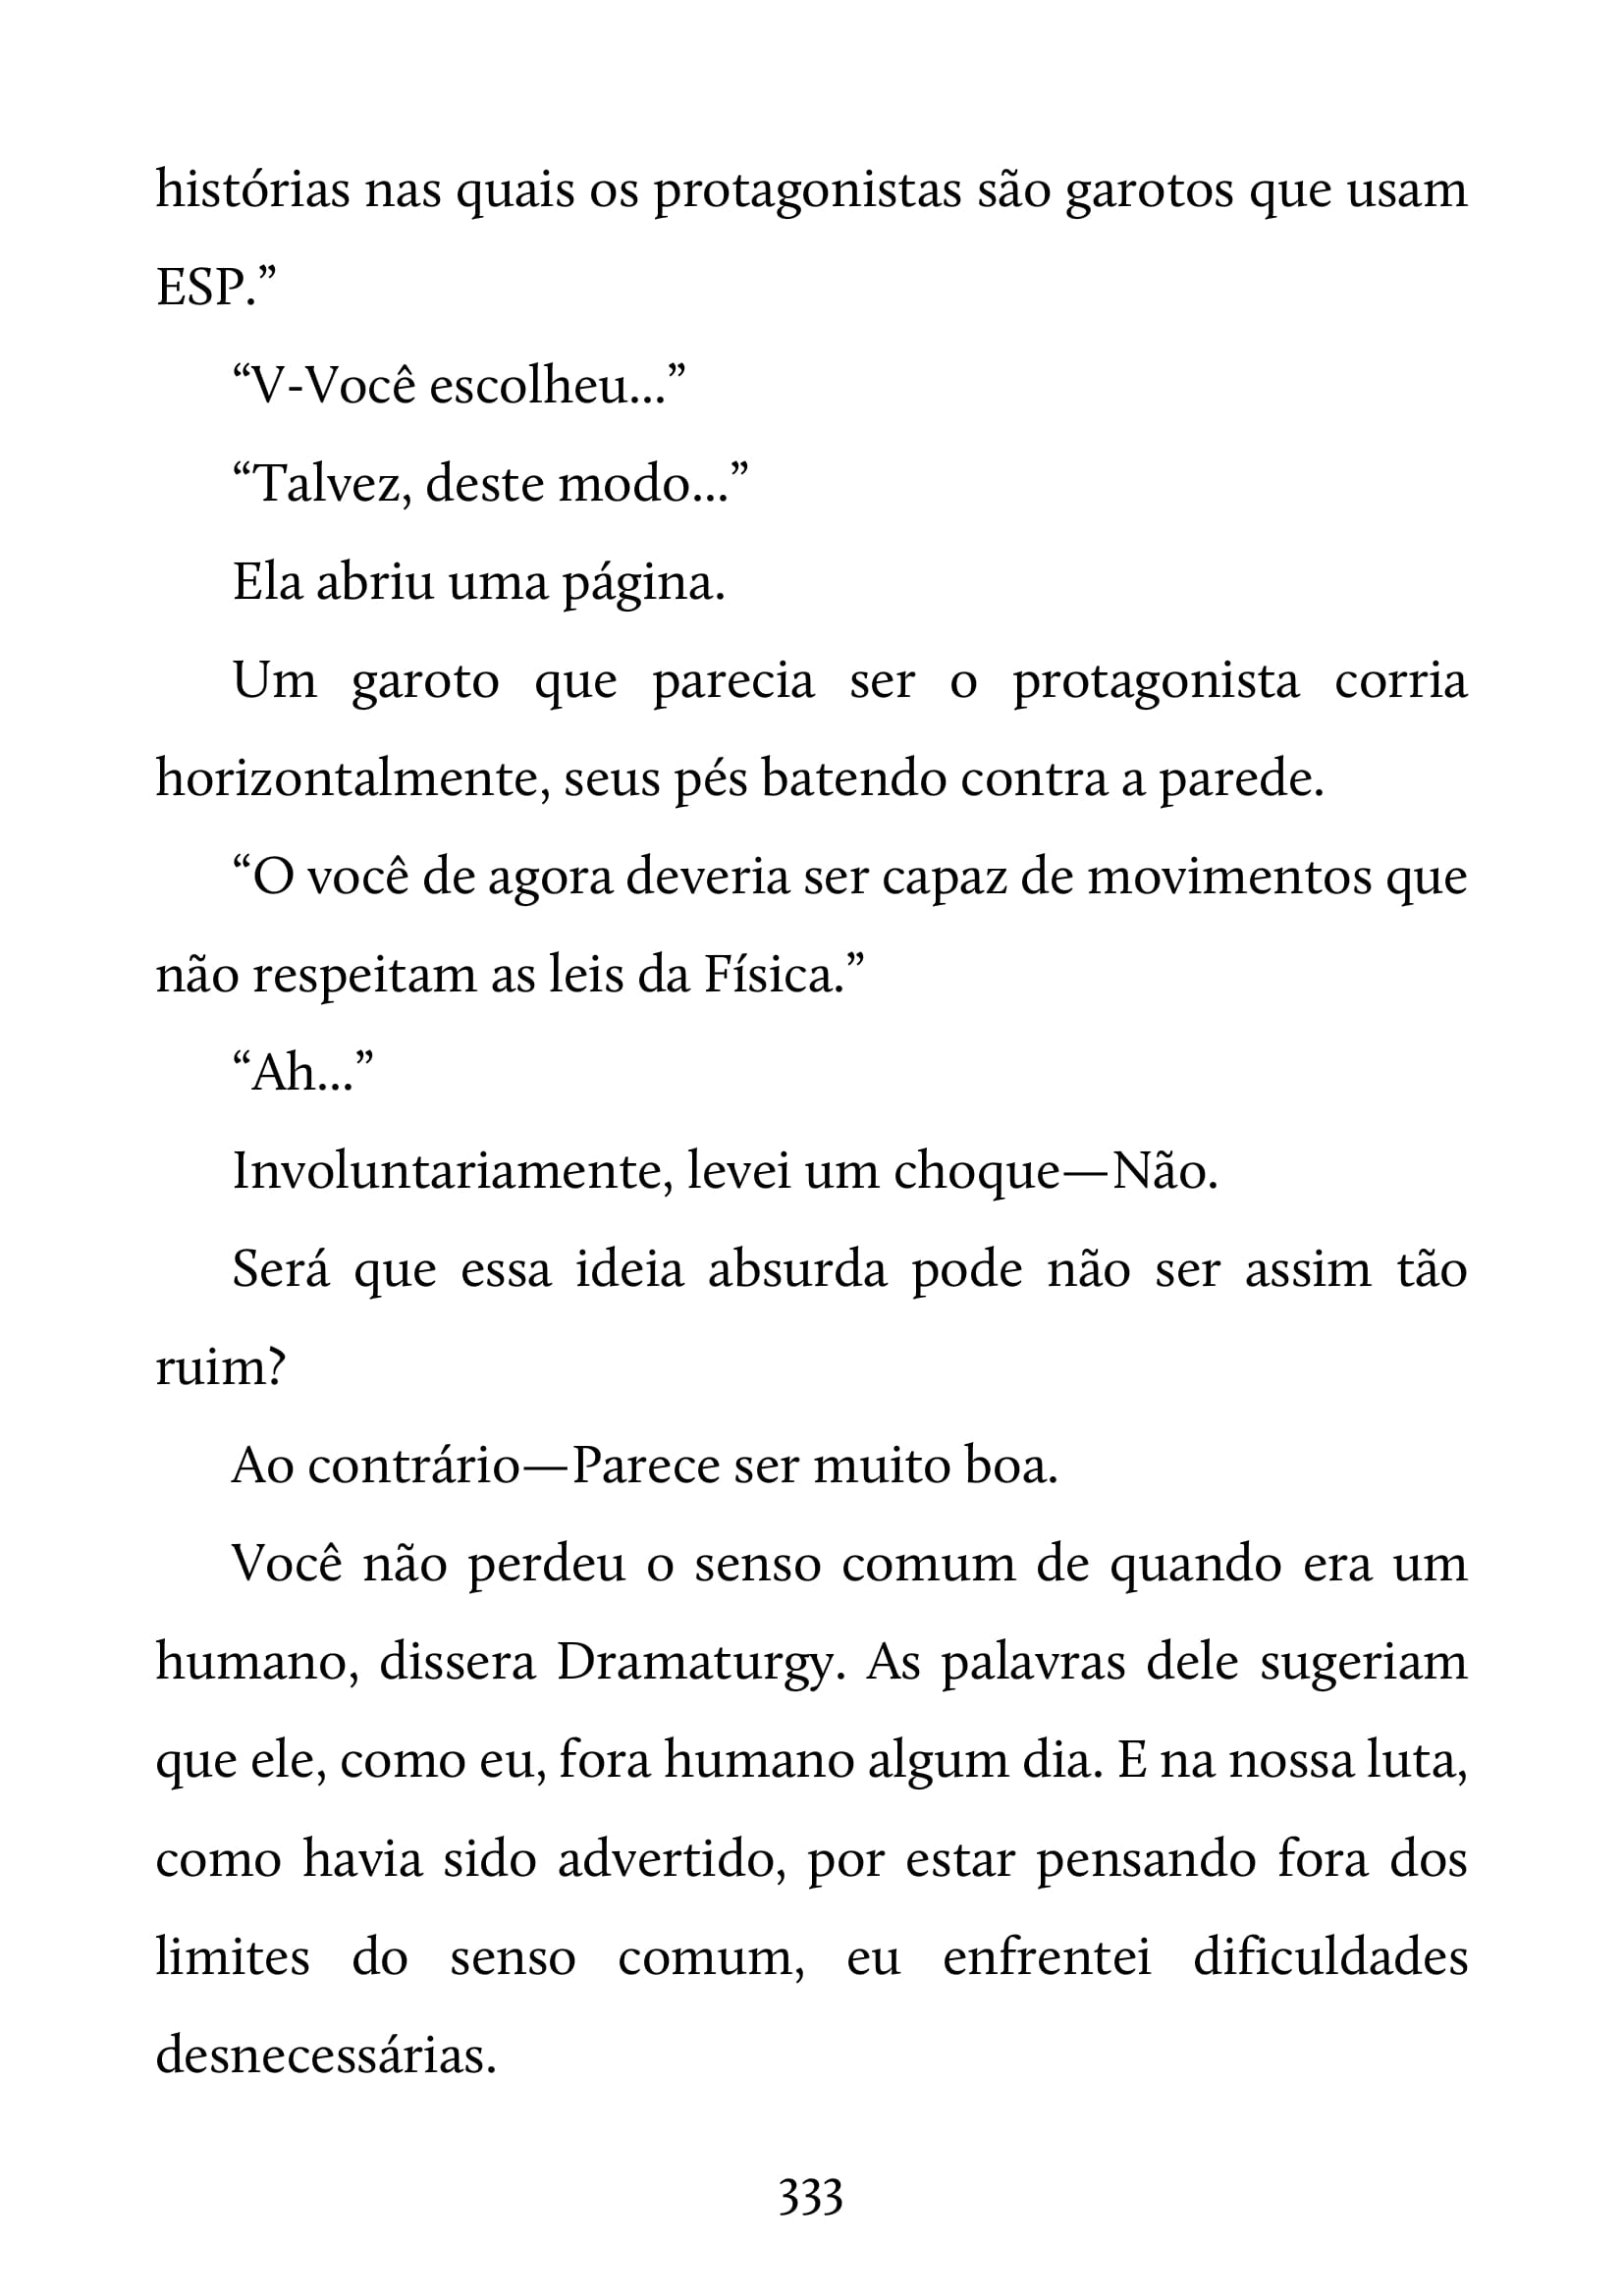 histórias nas quais os protagonistas são garotos que usam
ESP.”
“V-Você escolheu...”
“Talvez, deste modo...”
Ela abriu uma página.
Um garoto que parecia ser o protagonista corria
horizontalmente, seus pés batendo contra a parede.
“O você de agora deveria ser capaz de movimentos que
não respeitam as leis da Física.”
“Ah...”
Involuntariamente, levei um choque—Não.
Será que essa ideia absurda pode não ser assim tão
ruim?
Ao contrário—Parece ser muito boa.
Você não perdeu o senso comum de quando era um
humano, dissera Dramaturgy. As palavras dele sugeriam
que ele, como eu, fora humano algum dia. E na nossa luta,
como havia sido advertido, por estar pensando fora dos
limites do senso comum, eu enfrentei dificuldades
desnecessárias.
333